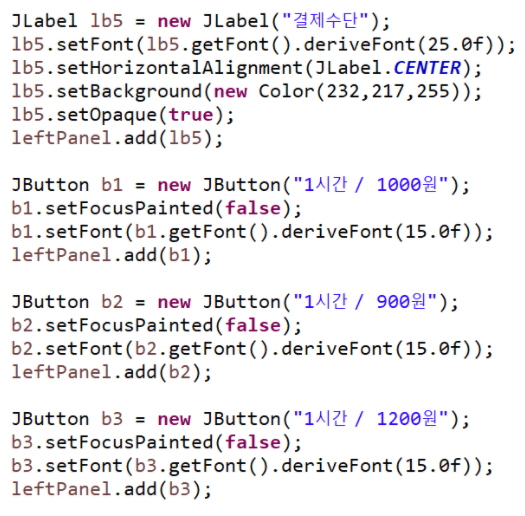 JLabel lb5 = new JLabel("결제수단");
lb5.setFont(lb5.getFont().deriveFont(25.0f));
lb5.setHorizontalAlignment(JLabel.CENTER);
lb5.setBackground(new Color(232,217,255));
lb5.setOpaque(true);
leftPanel.add(lb5);

JButton b1 = new JButton("1시간 / 1000원");
b1.setFocusPainted(false);
b1.setFont(b1.getFont().deriveFont(15.0f));
leftPanel.add(b1);

JButton b2 = new JButton("1시간 / 900원");
b2.setFocusPainted(false);
b2.setFont(b2.getFont().deriveFont(15.0f));
leftPanel.add(b2);

JButton b3 = new JButton("1시간 / 1200원");
b3.setFocusPainted(false);
b3.setFont(b3.getFont().deriveFont(15.0f));
leftPanel.add(b3);